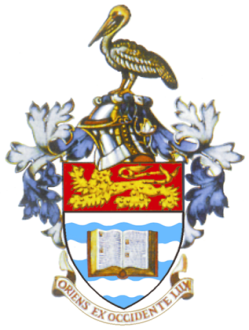 ORIENS EX OCCIDENTE LUX